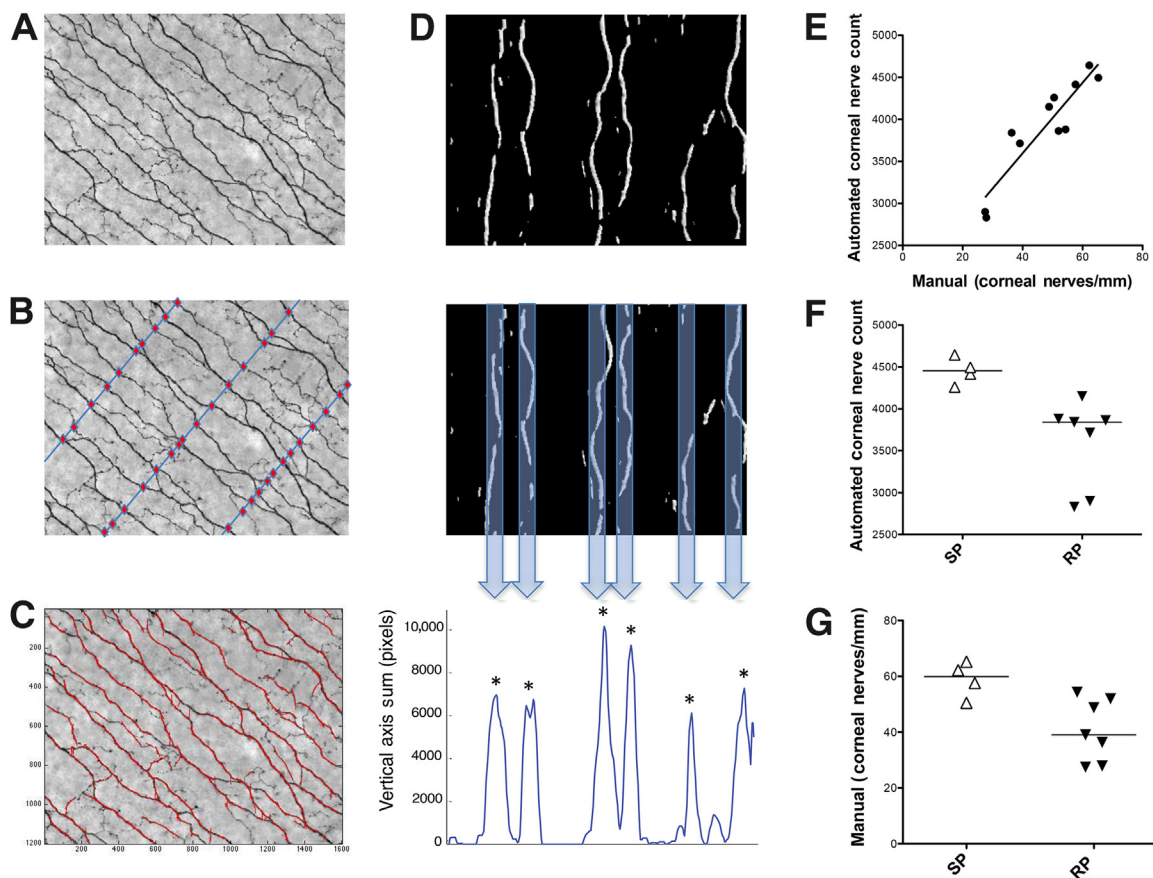 A
B
C
200
400
600
800
1000
1200
200 400 600 800 1000 1200 1400 1600
D
Vertical axis sum (pixels)
10,000
8000
6000
4000
2000
0
* * * * * *
E
Automated corneal nerve count
5000
4500
4000
3500
3000
2500
0 20 40 60 80
Manual (corneal nerves/mm)
F
Automated corneal nerve count
5000
4500
4000
3500
3000
2500
SP RP
G
Manual (corneal nerves/mm)
80
60
40
20
0
SP RP